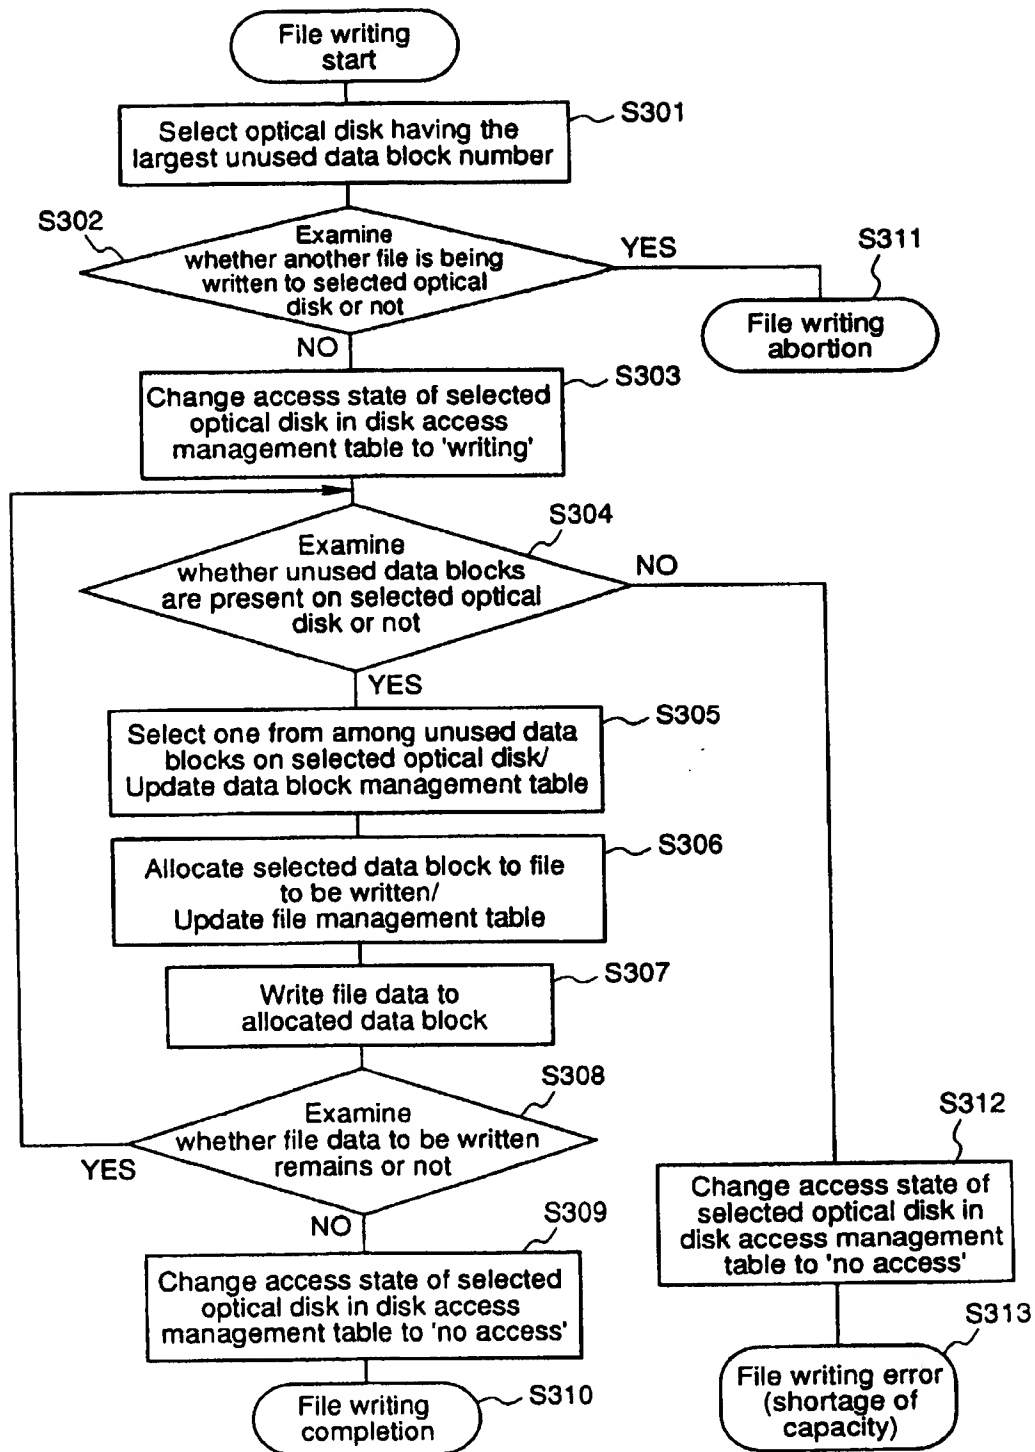 File writing
start
S301
Select optical disk having the
largest unused data block number
S302
Examine
whether another file is being
written to selected optical
disk or not
YES
S311
File writing
abortion
NO
S303
Change access state of selected
optical disk in disk access
management table to 'writing'
S304
Examine
whether unused data blocks
are present on selected optical
disk or not
NO
YES
S305
Select one from among unused data
blocks on selected optical disk/
Update data block management table
S306
Allocate selected data block to file
to be written/
Update file management table
S307
Write file data to
allocated data block
S308
Examine
whether file data to be written
remains or not
YES
NO
S309
Change access state of selected
optical disk in disk access
management table to 'no access'
S310
File writing
completion
S312
Change access state of
selected optical disk in
disk access management
table to 'no access'
S313
File writing error
(shortage of
capacity)